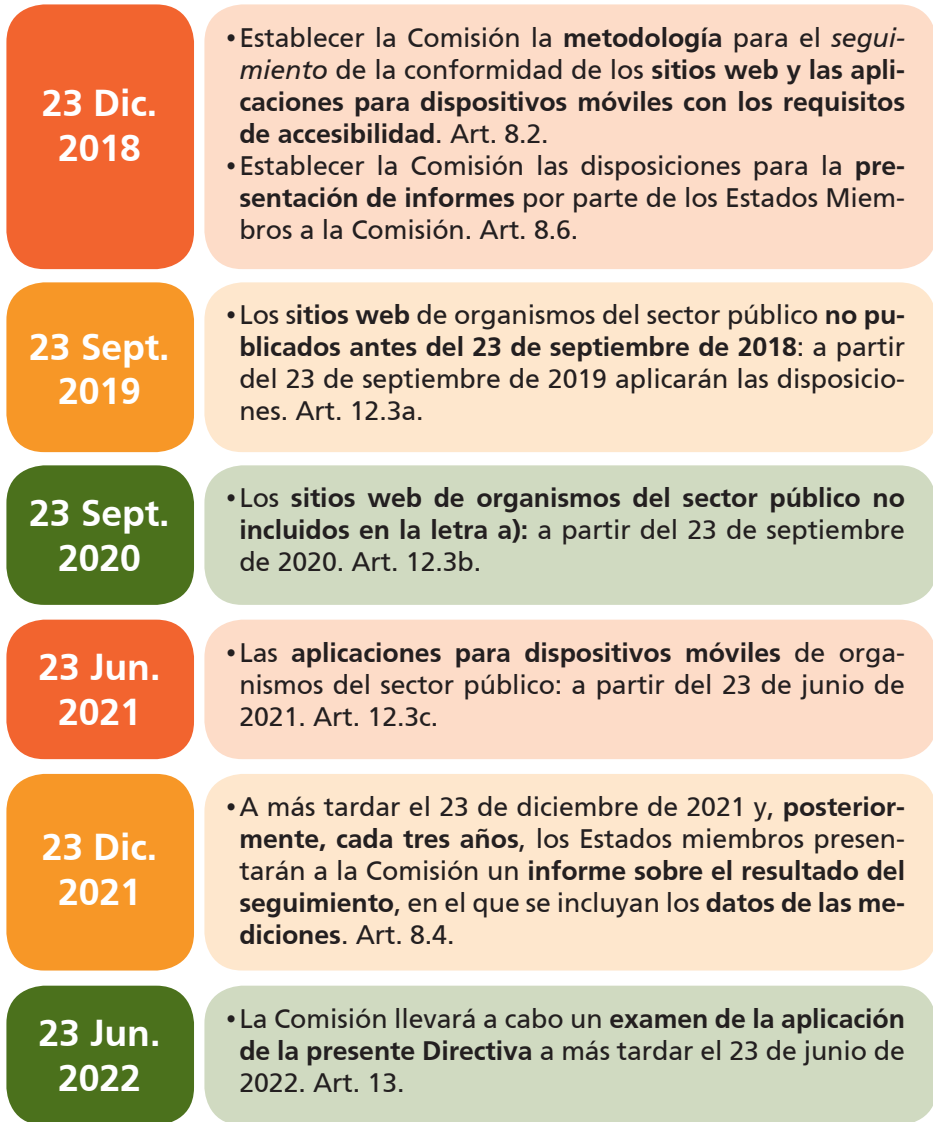 23 Dic.
2018
•Establecer la Comisión la metodología para el segui-
miento de la conformidad de los sitios web y las apli-
caciones para dispositivos móviles con los requisitos
de accesibilidad. Art. 8.2.
•Establecer la Comisión las disposiciones para la pre-
sentación de informes por parte de los Estados Miem-
bros a la Comisión. Art. 8.6.
23 Sept.
2019
•Los sitios web de organismos del sector público no pu-
blicados antes del 23 de septiembre de 2018: a partir
del 23 de septiembre de 2019 aplicarán las disposicio-
nes. Art. 12.3a.
23 Sept.
2020
•Los sitios web de organismos del sector público no
incluidos en la letra a): a partir del 23 de septiembre
de 2020. Art. 12.3b.
23 Jun.
2021
•Las aplicaciones para dispositivos móviles de orga-
nismos del sector público: a partir del 23 de junio de
2021. Art. 12.3c.
23 Dic.
2021
•A más tardar el 23 de diciembre de 2021 y, posterior-
mente, cada tres años, los Estados miembros presen-
tarán a la Comisión un informe sobre el resultado del
seguimiento, en el que se incluyan los datos de las me-
diciones. Art. 8.4.
23 Jun.
2022
•La Comisión llevará a cabo un examen de la aplicación
de la presente Directiva a más tardar el 23 de junio de
2022. Art. 13.